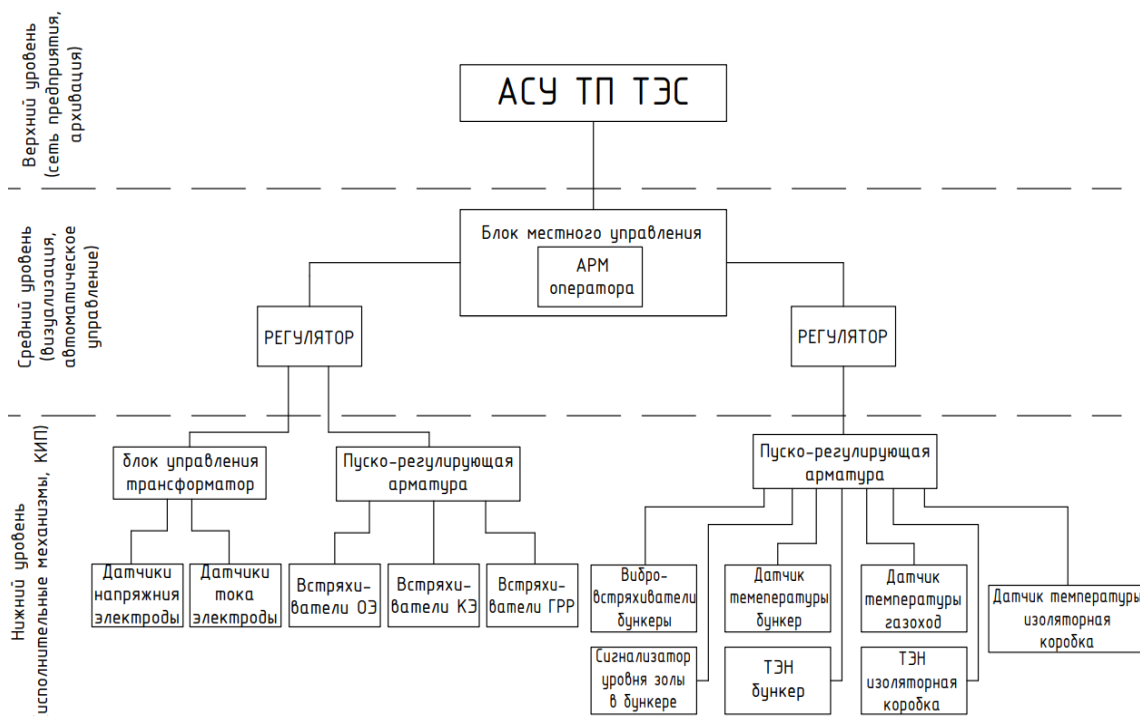 Верхний уровень
(сеть предприятия,
архивация)
АСУ ТП ТЭС
Средний уровень
(визуализация,
автоматическое
управление)
Блок местного управления
АРМ
оператора
РЕГУЛЯТОР
РЕГУЛЯТОР
Нижний уровень
исполнительные механизмы, КИП)
блок управления
трансформатор
Пуско-регулирующая
арматура
Пуско-регулирующая
арматура
Датчики
напряжния
электроды
Датчики
тока
электроды
Встряхи-
ватели ОЭ
Встряхи-
ватели КЭ
Встряхи-
ватели ГРР
Вибро-
встряхиватели
бункеры
Датчик
темепературы
бункер
Датчик
температуры
газоход
Датчик температуры
изоляторная
коробка
Сигнализатор
уровня золы
в бункере
ТЭН
бункер
ТЭН
изоляторная
коробка